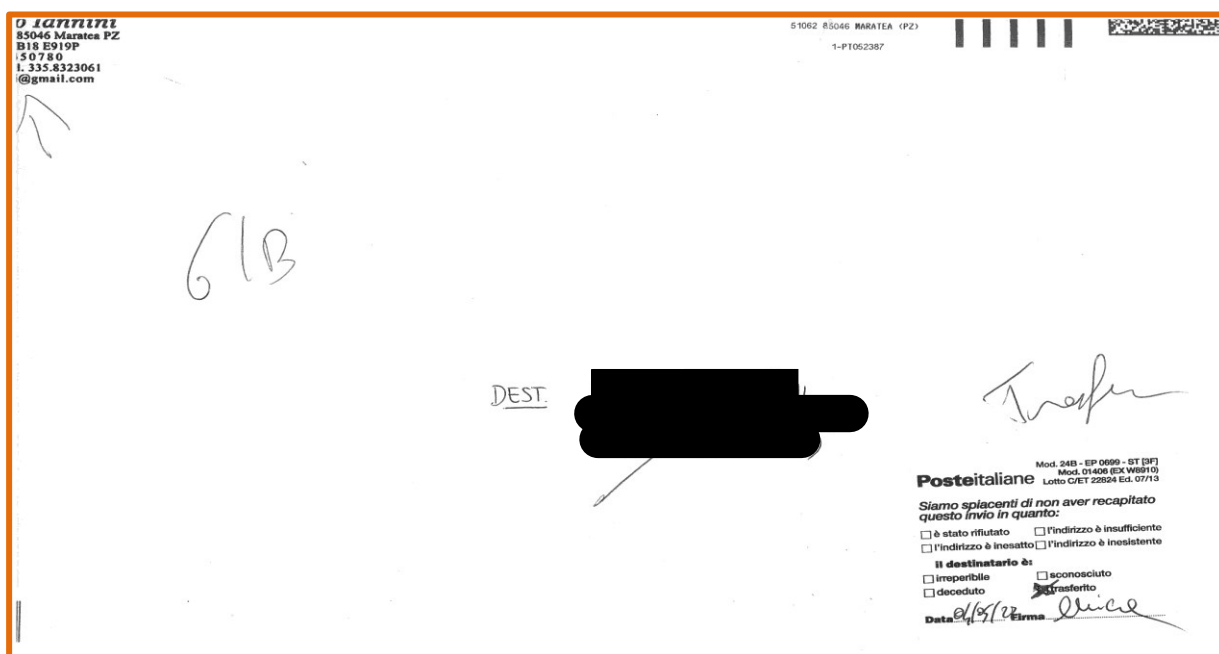 o Iannini
85046 Maratea PZ
B18 E919P
50780
l. 335.8323061
i@gmail.com
51062 85046 MARATEA (PZ)
1-PT052387
6/B
DEST.
Trasfer
Mod. 24B - EP 0699 - ST [3F]
Mod. 01406 (EX W8910)
Posteitaliane Lotto C/ET 22824 Ed. 07/13
Siamo spiacenti di non aver recapitato
questo invio in quanto:
è stato rifiutato l'indirizzo è insufficiente
l'indirizzo è inesatto l'indirizzo è inesistente
Il destinatario è:
irreperibile sconosciuto
deceduto trasferito
Data Firma